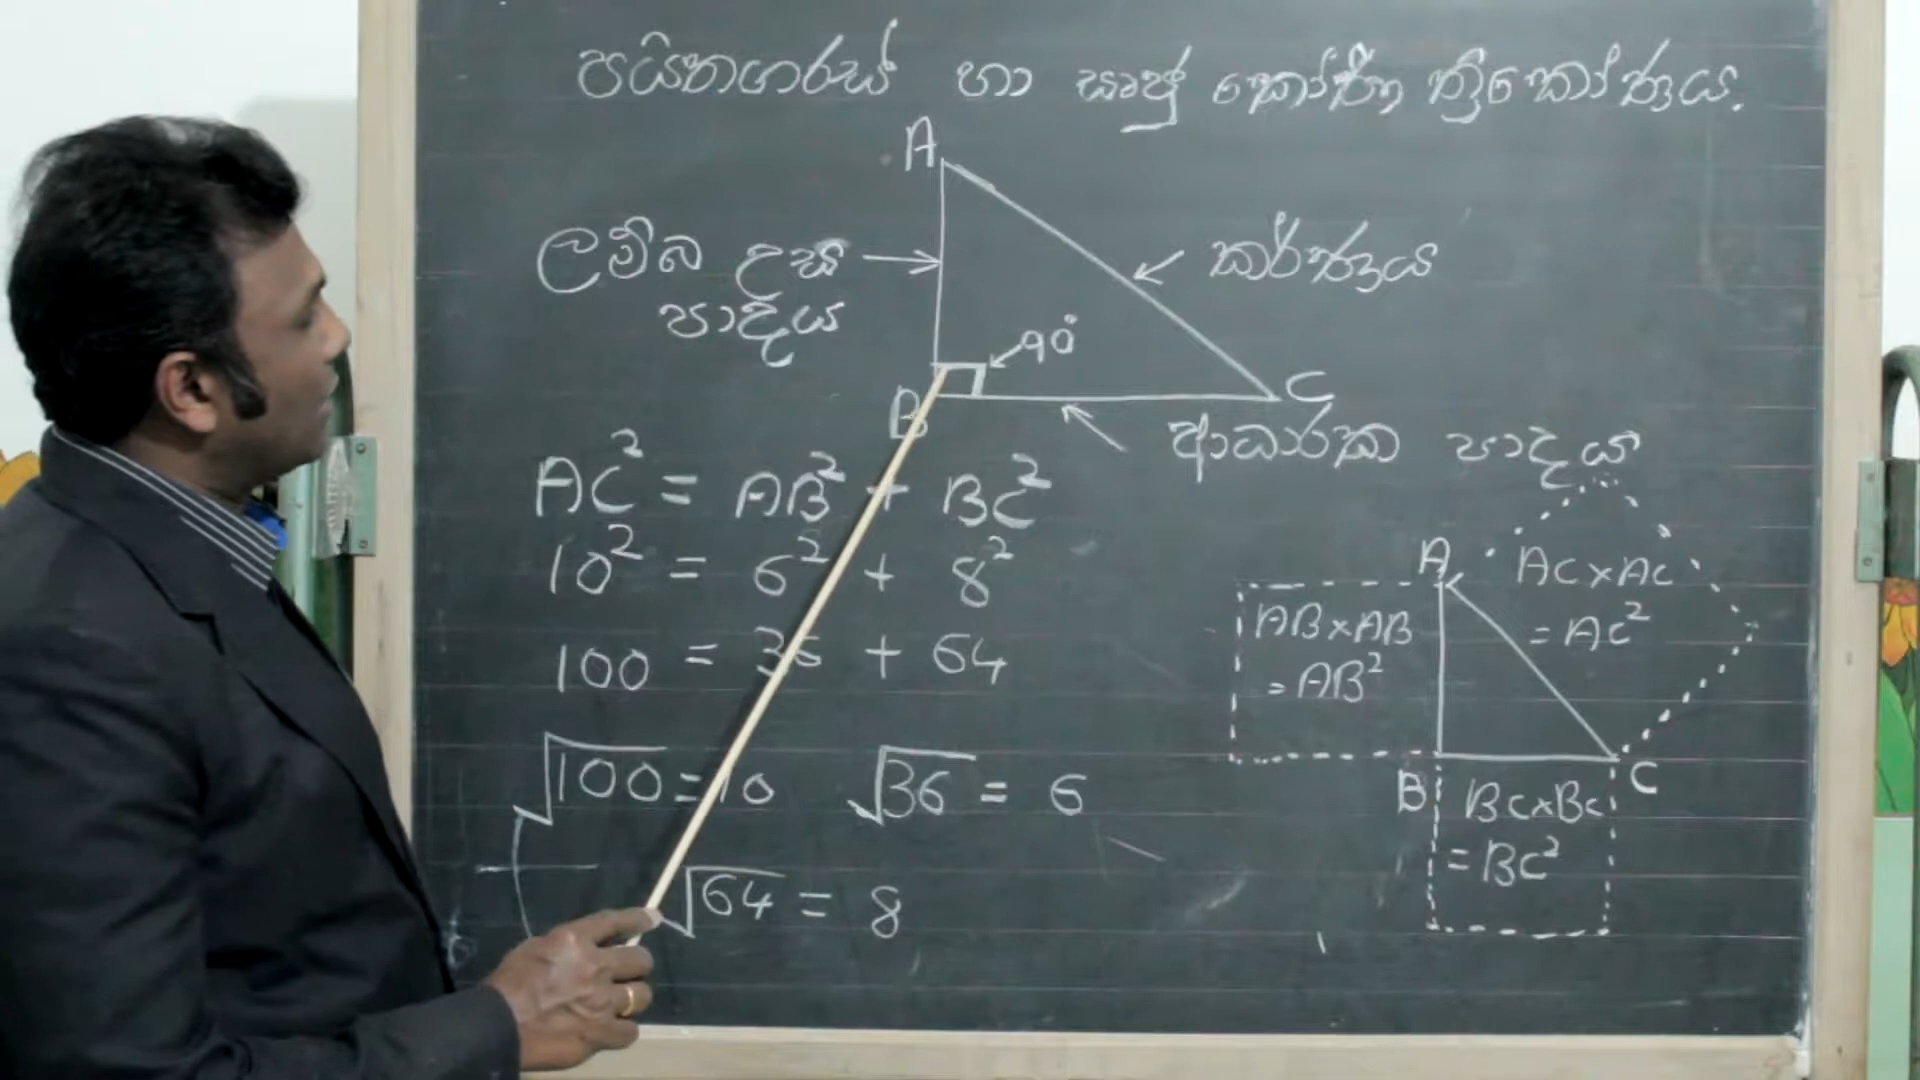 පයිතගරස් හා සෘජු කෝණ ත්‍රිකෝණය.
A
ලම්බ උස
පාදය
කර්ණය
90°
B
C
ආධාරක පාදය
AC² = AB² + BC²
10² = 6² + 8²
100 = 36 + 64
√100 = 10 √36 = 6
√64 = 8
A
AC×AC
= AC²
AB×AB
= AB²
B
C
BC×BC
= BC²